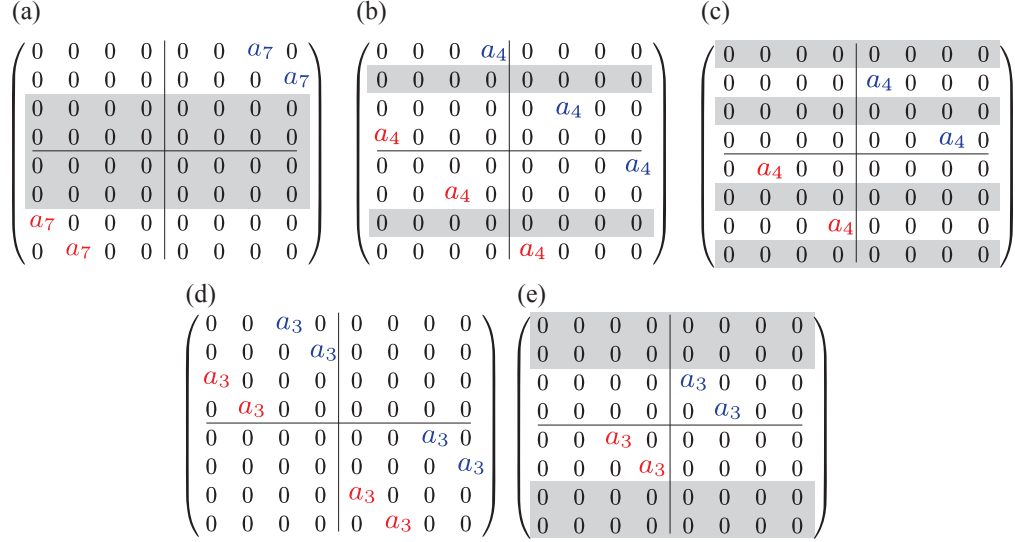 (a)
0 0 0 0 0 0 a₇ 0
0 0 0 0 0 0 0 a₇
0 0 0 0 0 0 0 0
0 0 0 0 0 0 0 0
0 0 0 0 0 0 0 0
0 0 0 0 0 0 0 0
a₇ 0 0 0 0 0 0 0
0 a₇ 0 0 0 0 0 0
(b)
0 0 0 a₄ 0 0 0 0
0 0 0 0 0 0 0 0
0 0 0 0 0 a₄ 0 0
a₄ 0 0 0 0 0 0 0
0 0 0 0 0 0 0 a₄
0 0 a₄ 0 0 0 0 0
0 0 0 0 0 0 0 0
0 0 0 0 a₄ 0 0 0
(c)
0 0 0 0 0 0 0 0
0 0 0 0 a₄ 0 0 0
0 0 0 0 0 0 0 0
0 0 0 0 0 0 a₄ 0
0 a₄ 0 0 0 0 0 0
0 0 0 0 0 0 0 0
0 0 0 a₄ 0 0 0 0
0 0 0 0 0 0 0 0
(d)
0 0 a₃ 0 0 0 0 0
0 0 0 a₃ 0 0 0 0
a₃ 0 0 0 0 0 0 0
0 a₃ 0 0 0 0 0 0
0 0 0 0 0 0 a₃ 0
0 0 0 0 0 0 0 a₃
0 0 0 0 a₃ 0 0 0
0 0 0 0 0 a₃ 0 0
(e)
0 0 0 0 0 0 0 0
0 0 0 0 0 0 0 0
0 0 0 0 a₃ 0 0 0
0 0 0 0 0 a₃ 0 0
0 0 a₃ 0 0 0 0 0
0 0 0 a₃ 0 0 0 0
0 0 0 0 0 0 0 0
0 0 0 0 0 0 0 0